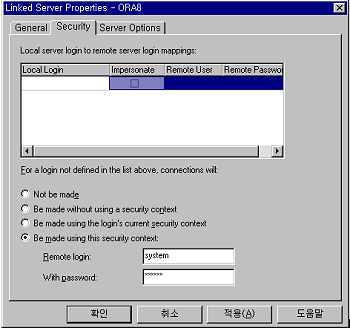 Linked Server Properties - ORA8
General Security Server Options
Local server login to remote server login mappings:
Local Login Impersonate Remote User Remote Passwo
For a login not defined in the list above, connections will:
Not be made
Be made without using a security context
Be made using the login's current security context
Be made using this security context:
Remote login: system
With password: ******
확인 취소 적용(A) 도움말